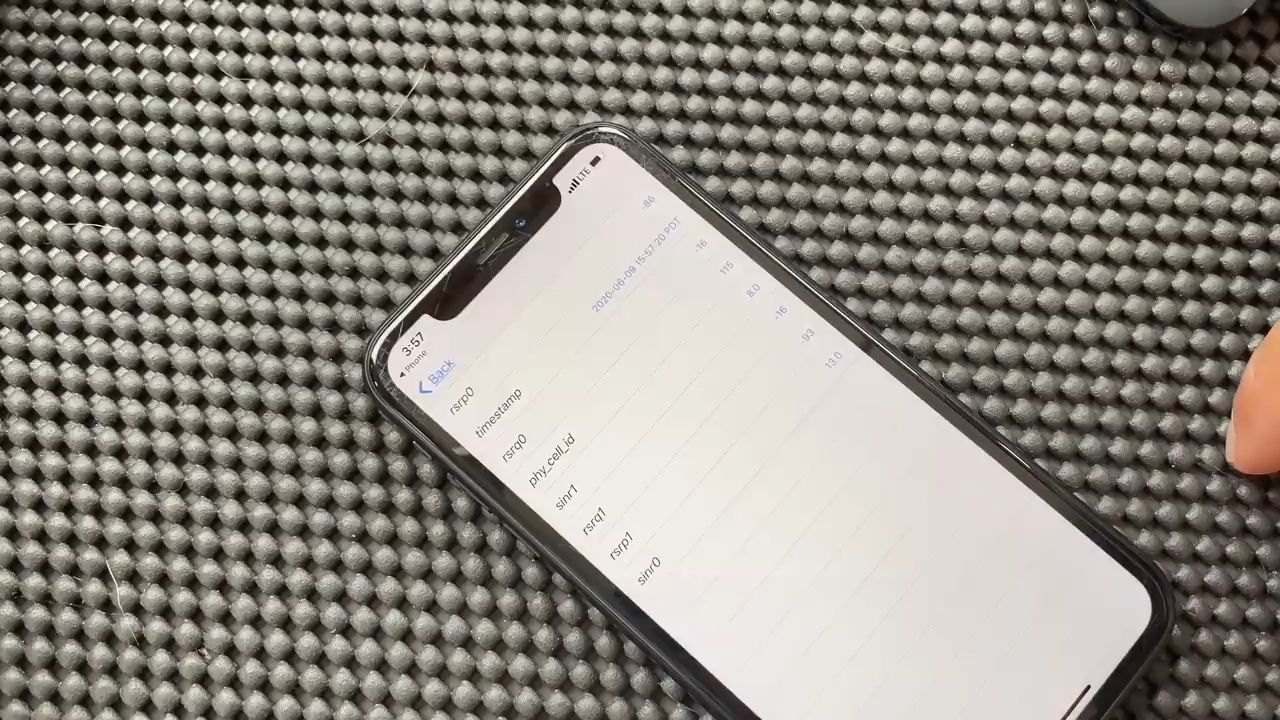 3:57 LTE
◀ Phone
Back
rsrp0 -86
timestamp 2020-06-09 15:57:20 PDT
rsrq0 -16
phy_cell_id 115
sinr1 8.0
rsrq1 -16
rsrp1 -93
sinr0 13.0